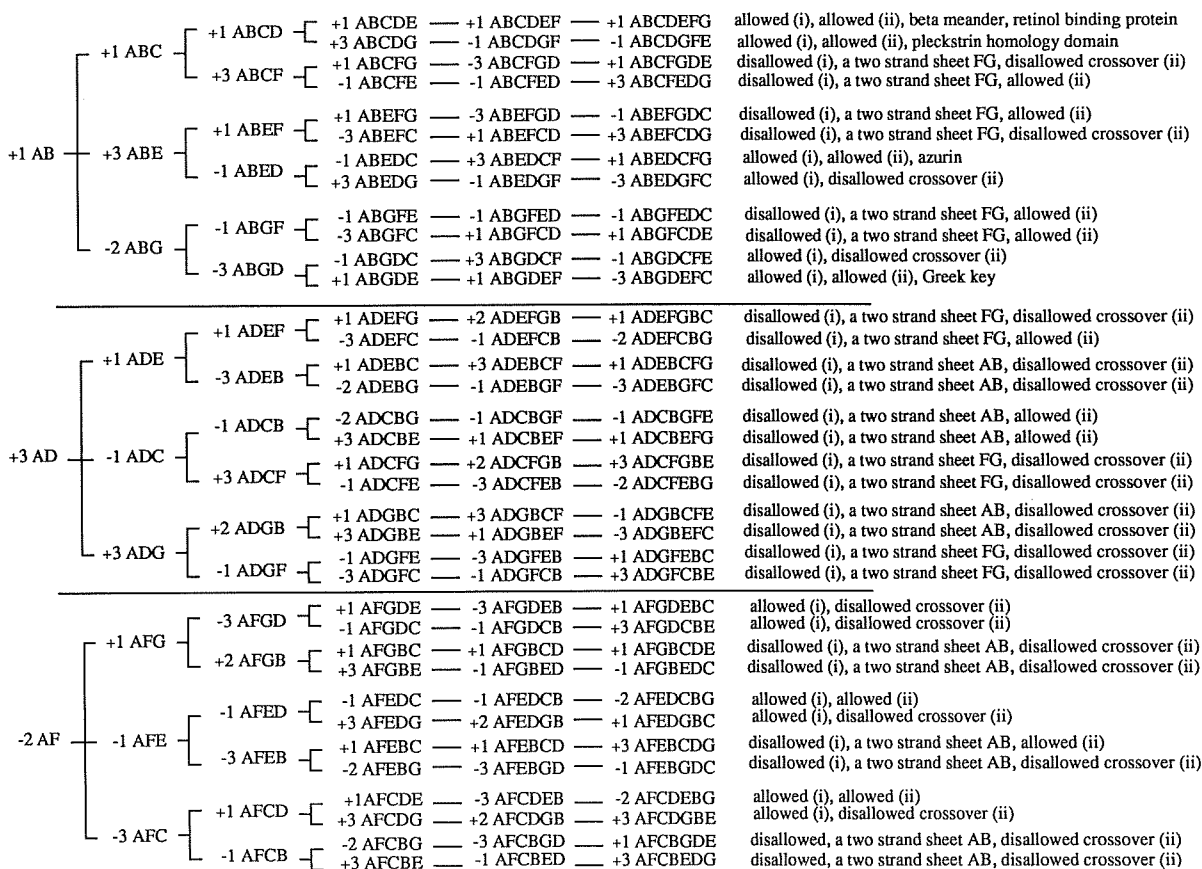 +1 ABCDE — +1 ABCDEF — +1 ABCDEFG allowed (i), allowed (ii), beta meander, retinol binding protein
+1 ABCD
+3 ABCDG — -1 ABCDGF — -1 ABCDGFE allowed (i), allowed (ii), pleckstrin homology domain
+1 ABC
+1 ABCFG — -3 ABCFGD — +1 ABCFGDE disallowed (i), a two strand sheet FG, disallowed crossover (ii)
+3 ABCF
-1 ABCFE — -1 ABCFED — +3 ABCFEDG disallowed (i), a two strand sheet FG, allowed (ii)
+1 ABEFG — -3 ABEFGD — -1 ABEFGDC disallowed (i), a two strand sheet FG, allowed (ii)
+1 ABEF
-3 ABEFC — +1 ABEFCD — +3 ABEFCDG disallowed (i), a two strand sheet FG, disallowed crossover (ii)
+1 AB
+3 ABE
-1 ABEDC — +3 ABEDCF — +1 ABEDCFG allowed (i), allowed (ii), azurin
-1 ABED
+3 ABEDG — -1 ABEDGF — -3 ABEDGFC allowed (i), disallowed crossover (ii)
-1 ABGFE — -1 ABGFED — -1 ABGFEDC disallowed (i), a two strand sheet FG, allowed (ii)
-1 ABGF
-3 ABGFC — +1 ABGFCD — +1 ABGFCDE disallowed (i), a two strand sheet FG, allowed (ii)
-2 ABG
-1 ABGDC — +3 ABGDCF — -1 ABGDCFE allowed (i), disallowed crossover (ii)
-3 ABGD
+1 ABGDE — +1 ABGDEF — -3 ABGDEFC allowed (i), allowed (ii), Greek key
+1 ADEFG — +2 ADEFGB — +1 ADEFGBC disallowed (i), a two strand sheet FG, disallowed crossover (ii)
+1 ADEF
-3 ADEFC — -1 ADEFCB — -2 ADEFCBG disallowed (i), a two strand sheet FG, allowed (ii)
+1 ADE
+1 ADEBC — +3 ADEBCF — +1 ADEBCFG disallowed (i), a two strand sheet AB, disallowed crossover (ii)
-3 ADEB
-2 ADEBG — -1 ADEBGF — -3 ADEBGFC disallowed (i), a two strand sheet AB, disallowed crossover (ii)
-2 ADCBG — -1 ADCBGF — -1 ADCBGFE disallowed (i), a two strand sheet AB, allowed (ii)
-1 ADCB
+3 ADCBE — +1 ADCBEF — +1 ADCBEFG disallowed (i), a two strand sheet AB, allowed (ii)
+3 AD
-1 ADC
+1 ADCFG — +2 ADCFGB — +3 ADCFGBE disallowed (i), a two strand sheet FG, disallowed crossover (ii)
+3 ADCF
-1 ADCFE — -3 ADCFEB — -2 ADCFEBG disallowed (i), a two strand sheet FG, disallowed crossover (ii)
+1 ADGBC — +3 ADGBCF — -1 ADGBCFE disallowed (i), a two strand sheet AB, disallowed crossover (ii)
+2 ADGB
+3 ADGBE — +1 ADGBEF — -3 ADGBEFC disallowed (i), a two strand sheet AB, disallowed crossover (ii)
+3 ADG
-1 ADGFE — -3 ADGFEB — +1 ADGFEBC disallowed (i), a two strand sheet FG, disallowed crossover (ii)
-1 ADGF
-3 ADGFC — -1 ADGFCB — +3 ADGFCBE disallowed (i), a two strand sheet FG, disallowed crossover (ii)
+1 AFGDE — -3 AFGDEB — +1 AFGDEBC allowed (i), disallowed crossover (ii)
-3 AFGD
-1 AFGDC — -1 AFGDCB — +3 AFGDCBE allowed (i), disallowed crossover (ii)
+1 AFG
+1 AFGBC — +1 AFGBCD — +1 AFGBCDE disallowed (i), a two strand sheet AB, disallowed crossover (ii)
+2 AFGB
+3 AFGBE — -1 AFGBED — -1 AFGBEDC disallowed (i), a two strand sheet AB, disallowed crossover (ii)
-1 AFEDC — -1 AFEDCB — -2 AFEDCBG allowed (i), allowed (ii)
-1 AFED
+3 AFEDG — +2 AFEDGB — +1 AFEDGBC allowed (i), disallowed crossover (ii)
-2 AF
-1 AFE
+1 AFEBC — +1 AFEBCD — +3 AFEBCDG disallowed (i), a two strand sheet AB, allowed (ii)
-3 AFEB
-2 AFEBG — -3 AFEBGD — -1 AFEBGDC disallowed (i), a two strand sheet AB, disallowed crossover (ii)
+1AFCDE — -3 AFCDEB — -2 AFCDEBG allowed (i), allowed (ii)
+1 AFCD
+3 AFCDG — +2 AFCDGB — +3 AFCDGBE allowed (i), disallowed crossover (ii)
-3 AFC
-2 AFCBG — -3 AFCBGD — +1 AFCBGDE disallowed, a two strand sheet AB, disallowed crossover (ii)
-1 AFCB
+3 AFCBE — -1 AFCBED — +3 AFCBEDG disallowed, a two strand sheet AB, disallowed crossover (ii)